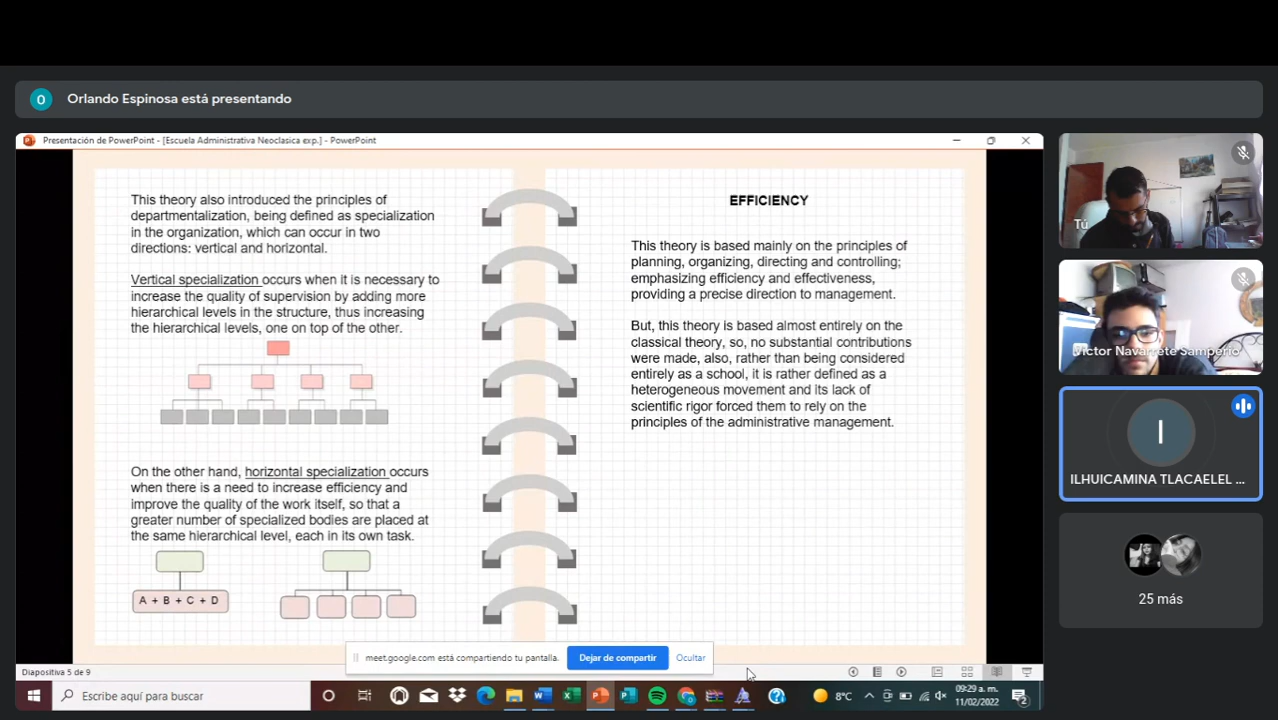 O Orlando Espinosa está presentando
Presentación de PowerPoint - [Escuela Administrativa Neoclasica exp.] - PowerPoint
This theory also introduced the principles of
departmentalization, being defined as specialization
in the organization, which can occur in two
directions: vertical and horizontal.
Vertical specialization occurs when it is necessary to
increase the quality of supervision by adding more
hierarchical levels in the structure, thus increasing
the hierarchical levels, one on top of the other.
On the other hand, horizontal specialization occurs
when there is a need to increase efficiency and
improve the quality of the work itself, so that a
greater number of specialized bodies are placed at
the same hierarchical level, each in its own task.
A + B + C + D
EFFICIENCY
This theory is based mainly on the principles of
planning, organizing, directing and controlling;
emphasizing efficiency and effectiveness,
providing a precise direction to management.
But, this theory is based almost entirely on the
classical theory, so, no substantial contributions
were made, also, rather than being considered
entirely as a school, it is rather defined as a
heterogeneous movement and its lack of
scientific rigor forced them to rely on the
principles of the administrative management.
Tú
Victor Navarrete Samperio
I
ILHUICAMINA TLACAELEL ...
25 más
meet.google.com está compartiendo tu pantalla.
Dejar de compartir
Ocultar
Diapositiva 5 de 9
Escribe aquí para buscar
8°C
09:29 a. m.
11/02/2022
2